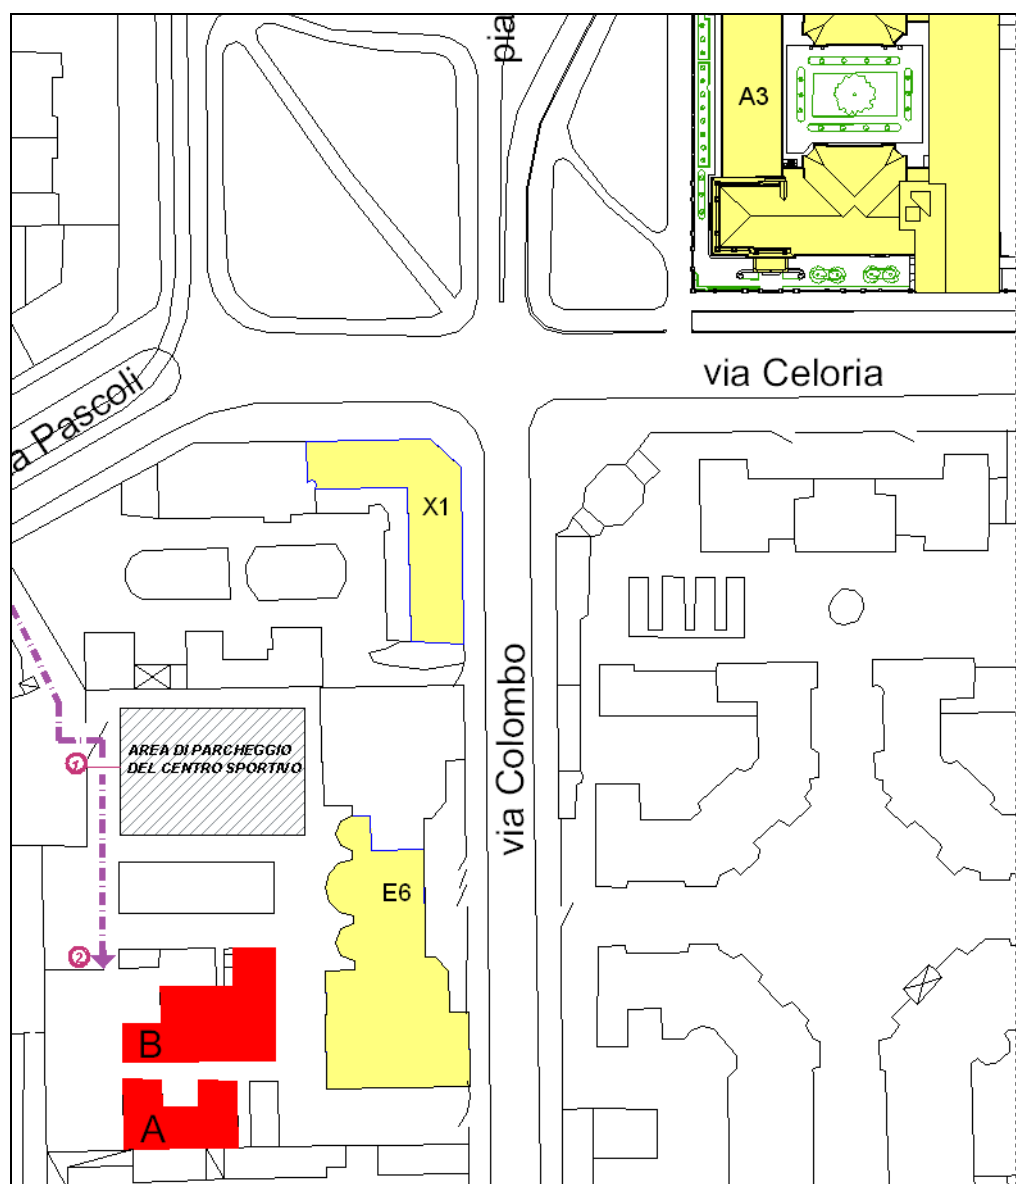 pia
A3
via Celoria
a Pascoli
X1
via Colombo
AREA DI PARCHEGGIO
DEL CENTRO SPORTIVO
1
E6
2
B
A